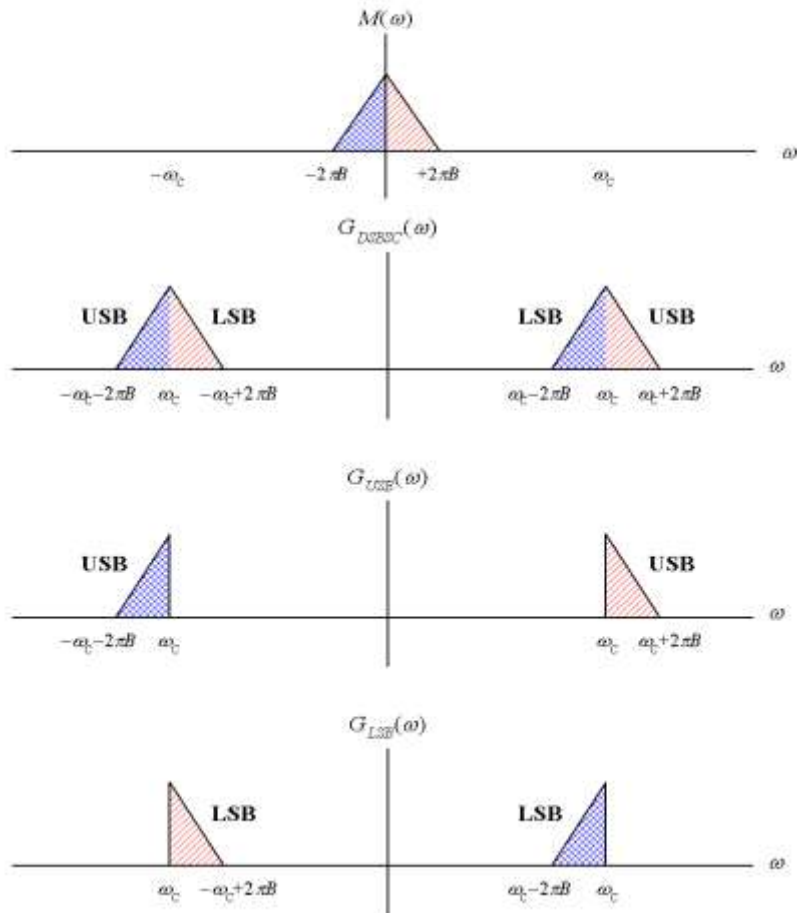 M(ω)
ω
−ω_C −2πB +2πB ω_C
G_DSBSC(ω)
USB LSB LSB USB
ω
−ω_C−2πB ω_C −ω_C+2πB ω_C−2πB ω_C ω_C+2πB
G_USB(ω)
USB USB
ω
−ω_C−2πB ω_C ω_C ω_C+2πB
G_LSB(ω)
LSB LSB
ω
ω_C −ω_C+2πB ω_C−2πB ω_C